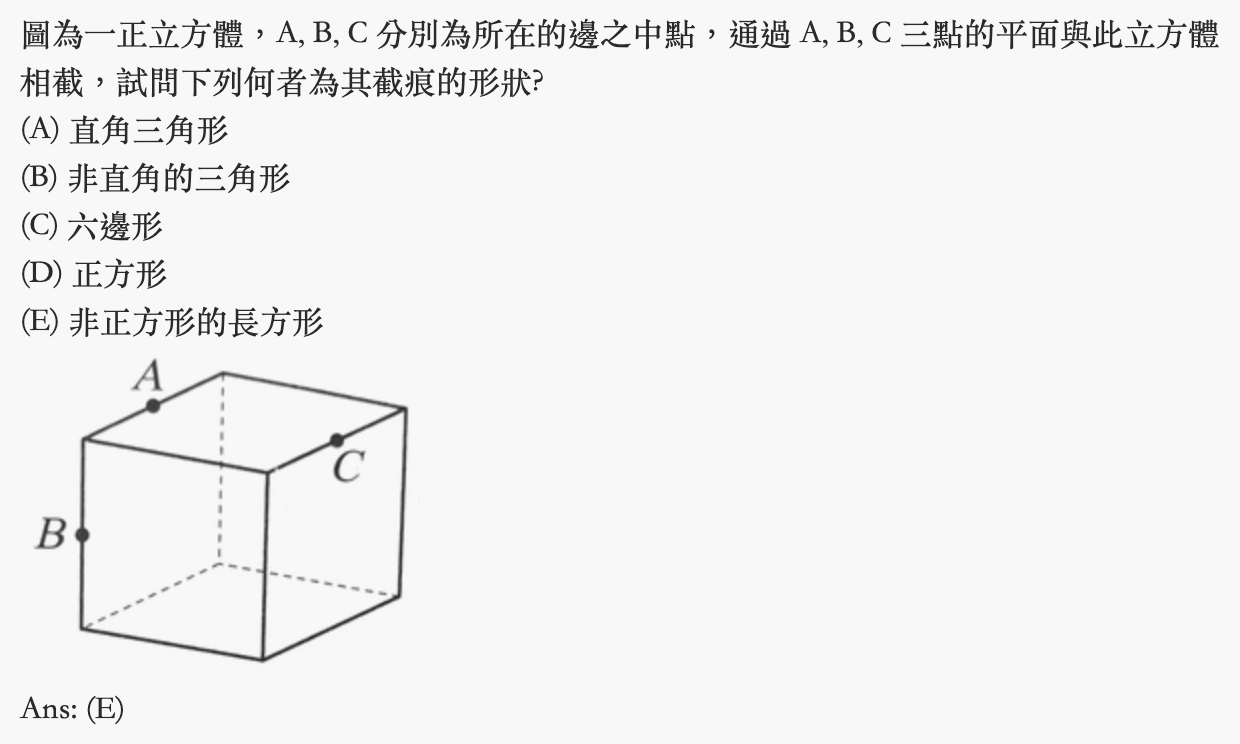 圖為一正立方體，A, B, C 分別為所在的邊之中點，通過 A, B, C 三點的平面與此立方體
相截，試問下列何者為其截痕的形狀?
(A) 直角三角形
(B) 非直角的三角形
(C) 六邊形
(D) 正方形
(E) 非正方形的長方形
A
C
B
Ans: (E)